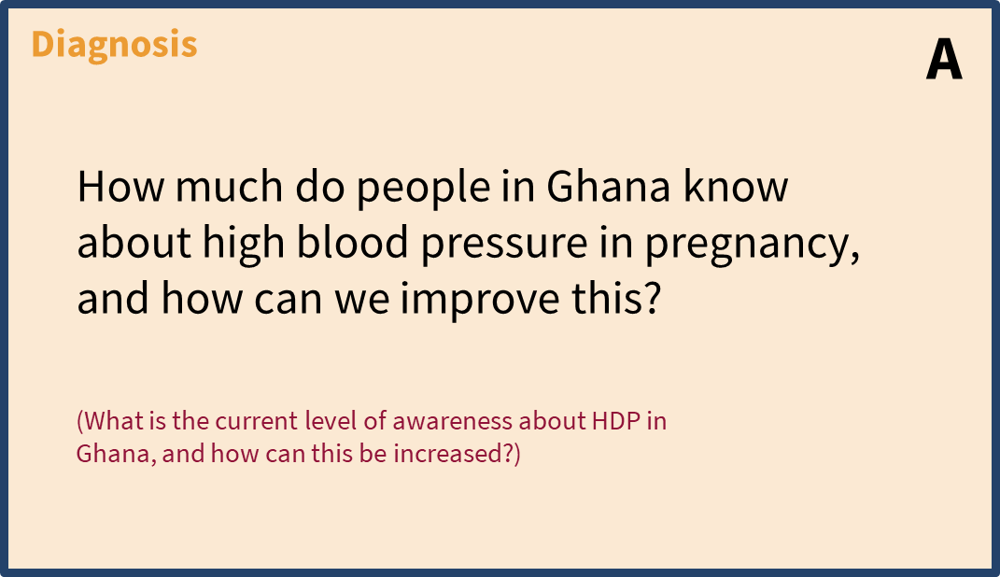 Diagnosis
A
How much do people in Ghana know
about high blood pressure in pregnancy,
and how can we improve this?
(What is the current level of awareness about HDP in
Ghana, and how can this be increased?)